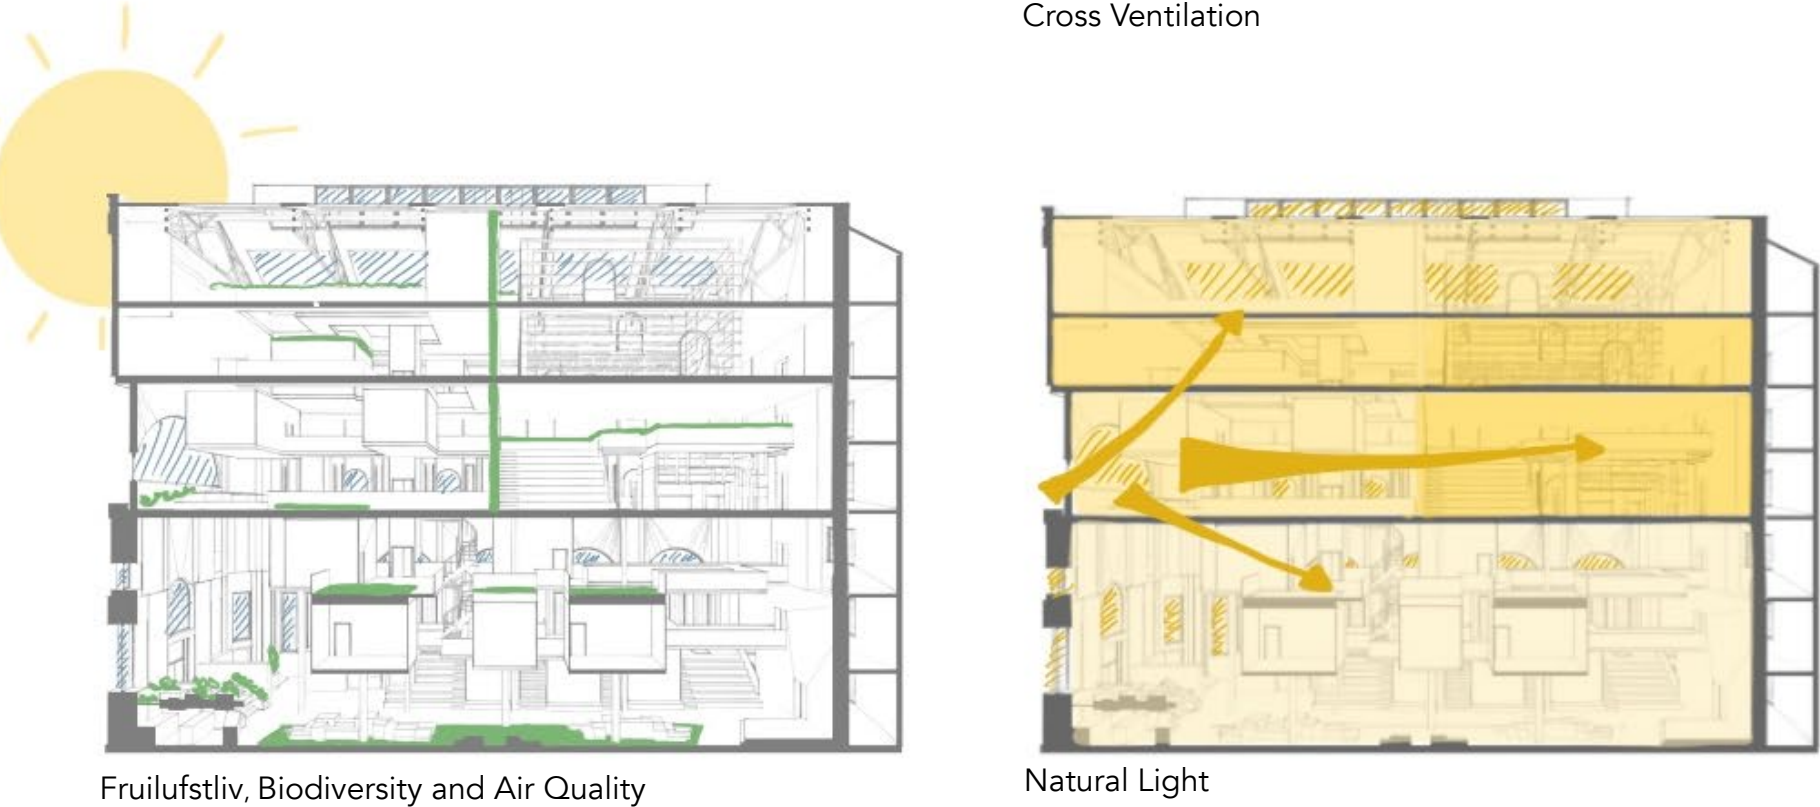 Cross Ventilation
Fruilufstliv, Biodiversity and Air Quality
Natural Light